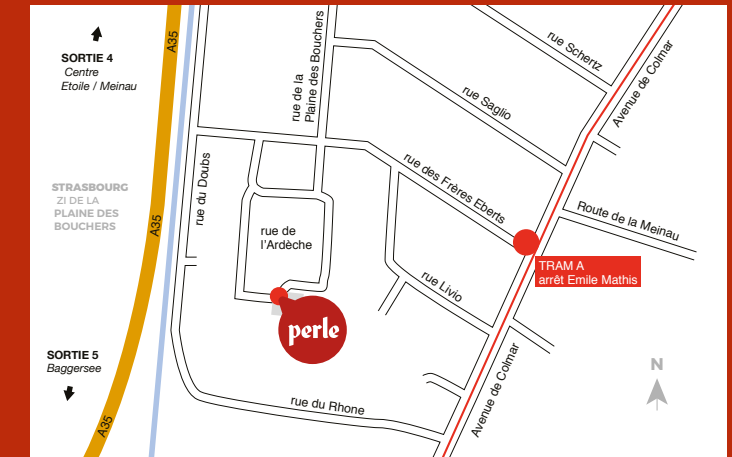 A35
SORTIE 4
Centre
Etoile / Meinau
rue de la
Plaine des Bouchers
rue Schertz
Avenue de Colmar
rue Saglio
STRASBOURG
ZI DE LA
PLAINE DES
BOUCHERS
rue du Doubs
rue des Frères Eberts
Route de la Meinau
A35
rue de
l'Ardèche
TRAM A
arrêt Emile Mathis
rue Livio
perle
SORTIE 5
Baggersee
N
A35
rue du Rhone
Avenue de Colmar